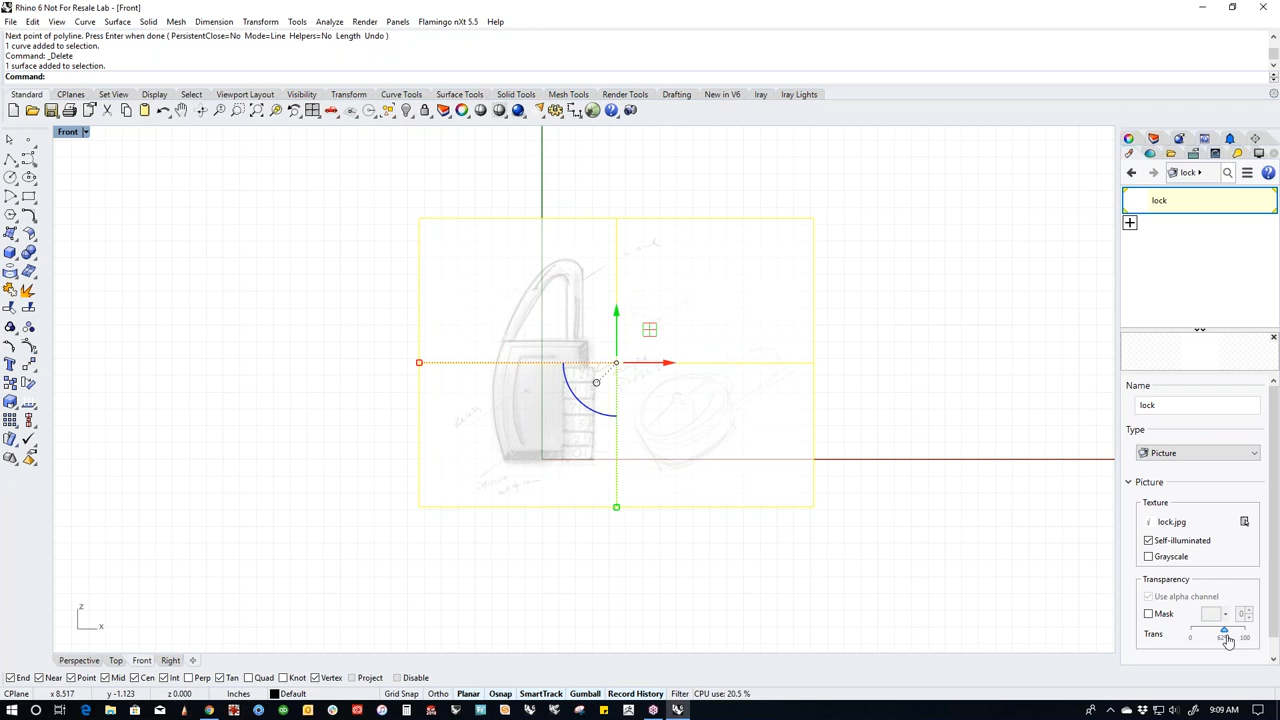 Rhino 6 Not For Resale Lab - [Front]
File Edit View Curve Surface Solid Mesh Dimension Transform Tools Analyze Render Panels Flamingo nXt 5.5 Help
Next point of polyline. Press Enter when done ( PersistentClose=No Mode=Line Helpers=No Length Undo )
1 curve added to selection.
Command: _Delete
1 surface added to selection.
Command:
Standard CPlanes Set View Display Select Viewport Layout Visibility Transform Curve Tools Surface Tools Solid Tools Mesh Tools Render Tools Drafting New in V6 Iray Iray Lights
Front
lock
lock
Name
lock
Type
Picture
Picture
Texture
lock.jpg
Self-illuminated
Grayscale
Transparency
Use alpha channel
Mask 0
Trans 0 100
z
x
Perspective Top Front Right
End Near Point Mid Cen Int Perp Tan Quad Knot Vertex Project Disable
CPlane x 8.517 y -1.123 z 0.000 Inches Default Grid Snap Ortho Planar Osnap SmartTrack Gumball Record History Filter CPU use: 20.5 %
9:09 AM